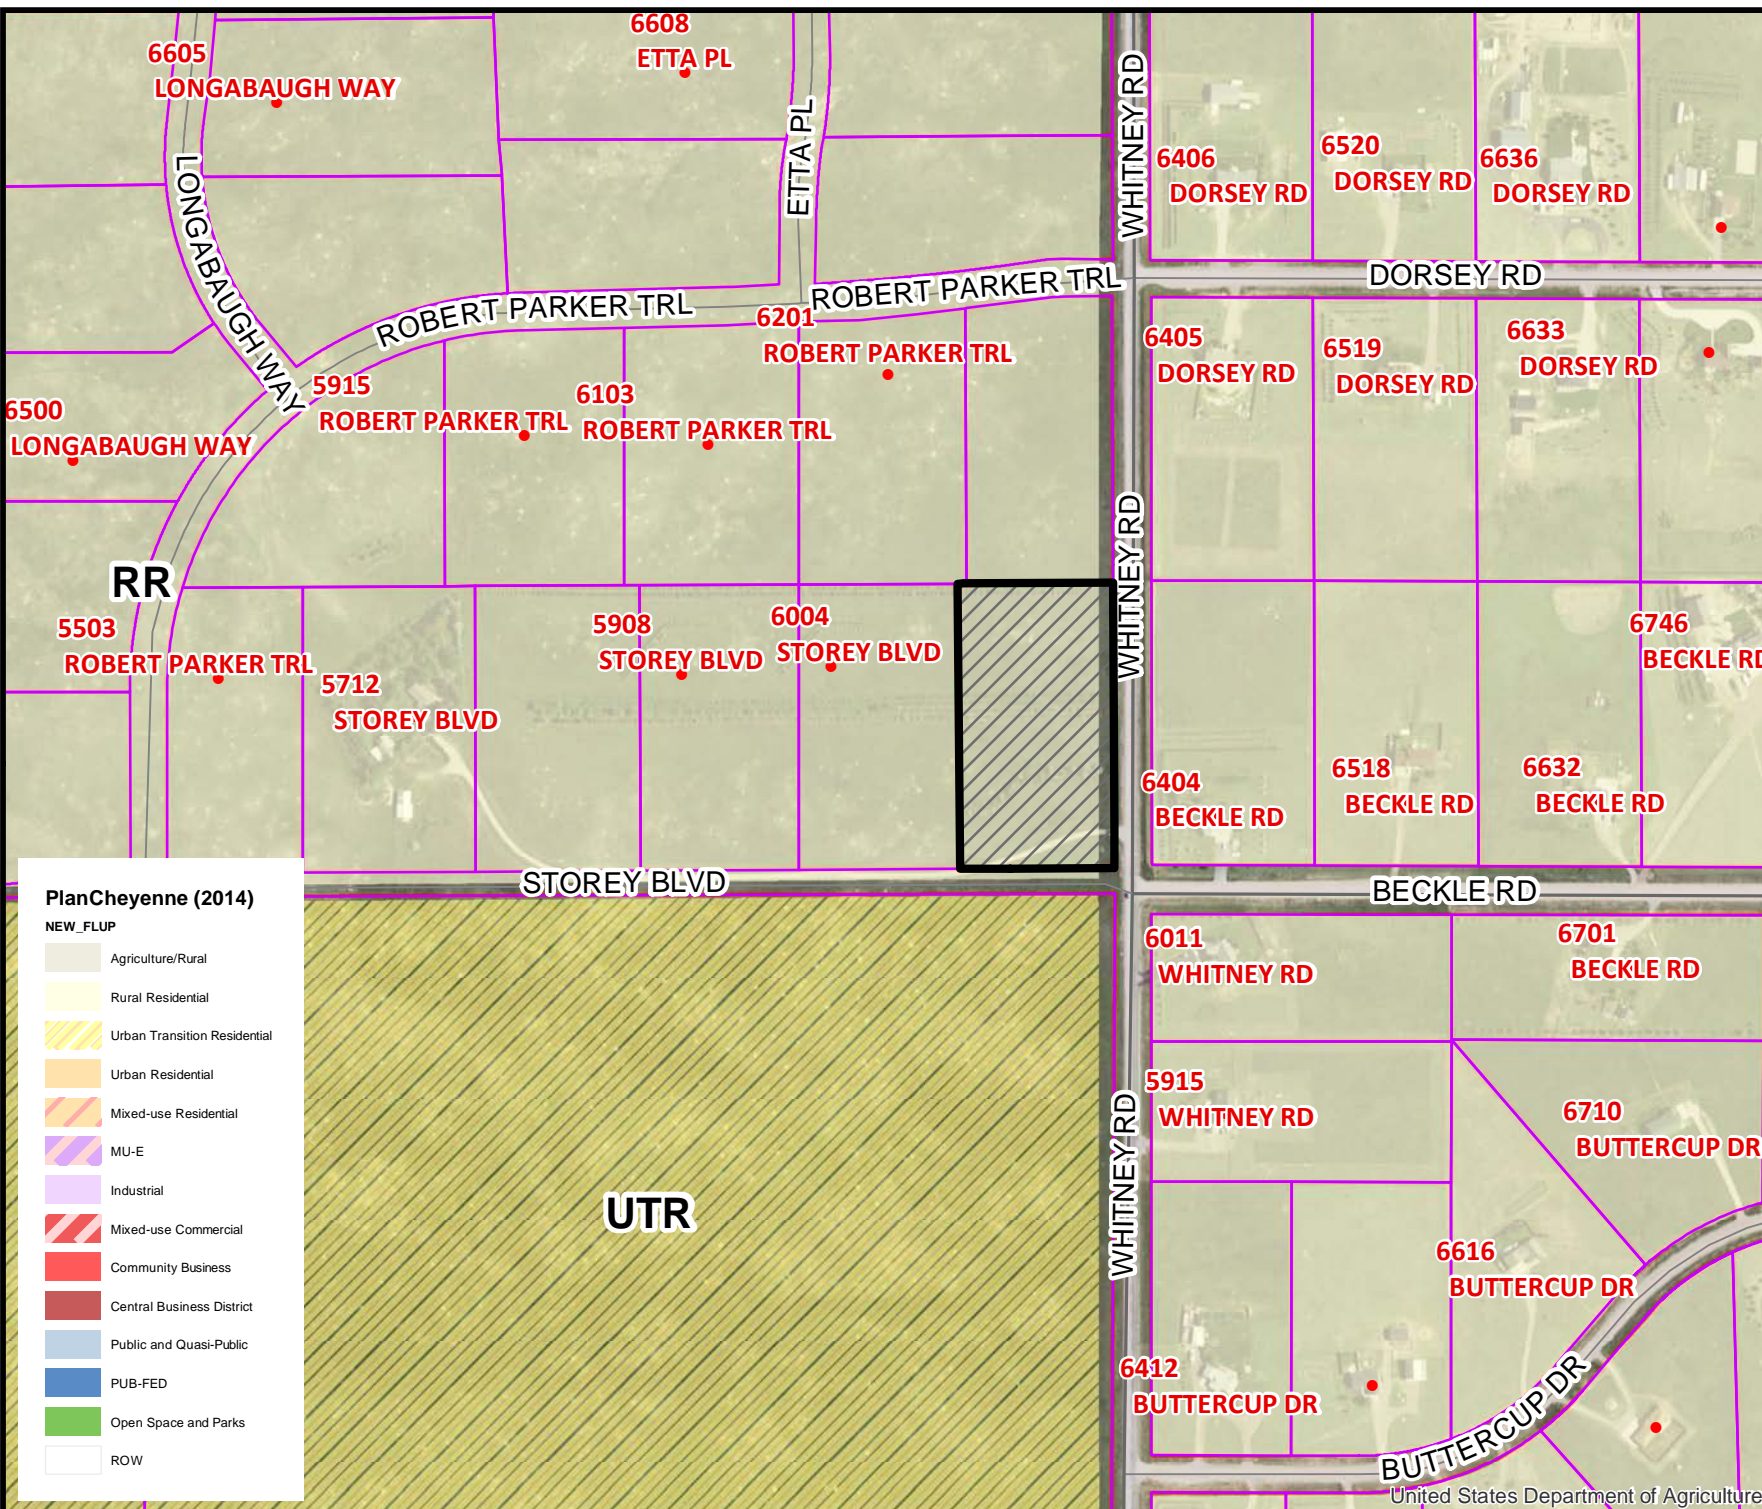 6605
LONGABAUGH WAY
6608
ETTA PL
ETTA PL
WHITNEY RD
6406
DORSEY RD
6520
DORSEY RD
6636
DORSEY RD
LONGABAUGH WAY
DORSEY RD
ROBERT PARKER TRL
ROBERT PARKER TRL
6201
ROBERT PARKER TRL
6405
DORSEY RD
6519
DORSEY RD
6633
DORSEY RD
6500
LONGABAUGH WAY
5915
ROBERT PARKER TRL
6103
ROBERT PARKER TRL
WHITNEY RD
RR
5503
ROBERT PARKER TRL
5712
STOREY BLVD
5908
STOREY BLVD
6004
STOREY BLVD
6746
BECKLE RD
6404
BECKLE RD
6518
BECKLE RD
6632
BECKLE RD
STOREY BLVD
BECKLE RD
6011
WHITNEY RD
6701
BECKLE RD
5915
WHITNEY RD
6710
BUTTERCUP DR
WHITNEY RD
UTR
6616
BUTTERCUP DR
6412
BUTTERCUP DR
BUTTERCUP DR
PlanCheyenne (2014)
NEW_FLUP
Agriculture/Rural
Rural Residential
Urban Transition Residential
Urban Residential
Mixed-use Residential
MU-E
Industrial
Mixed-use Commercial
Community Business
Central Business District
Public and Quasi-Public
PUB-FED
Open Space and Parks
ROW
United States Department of Agriculture